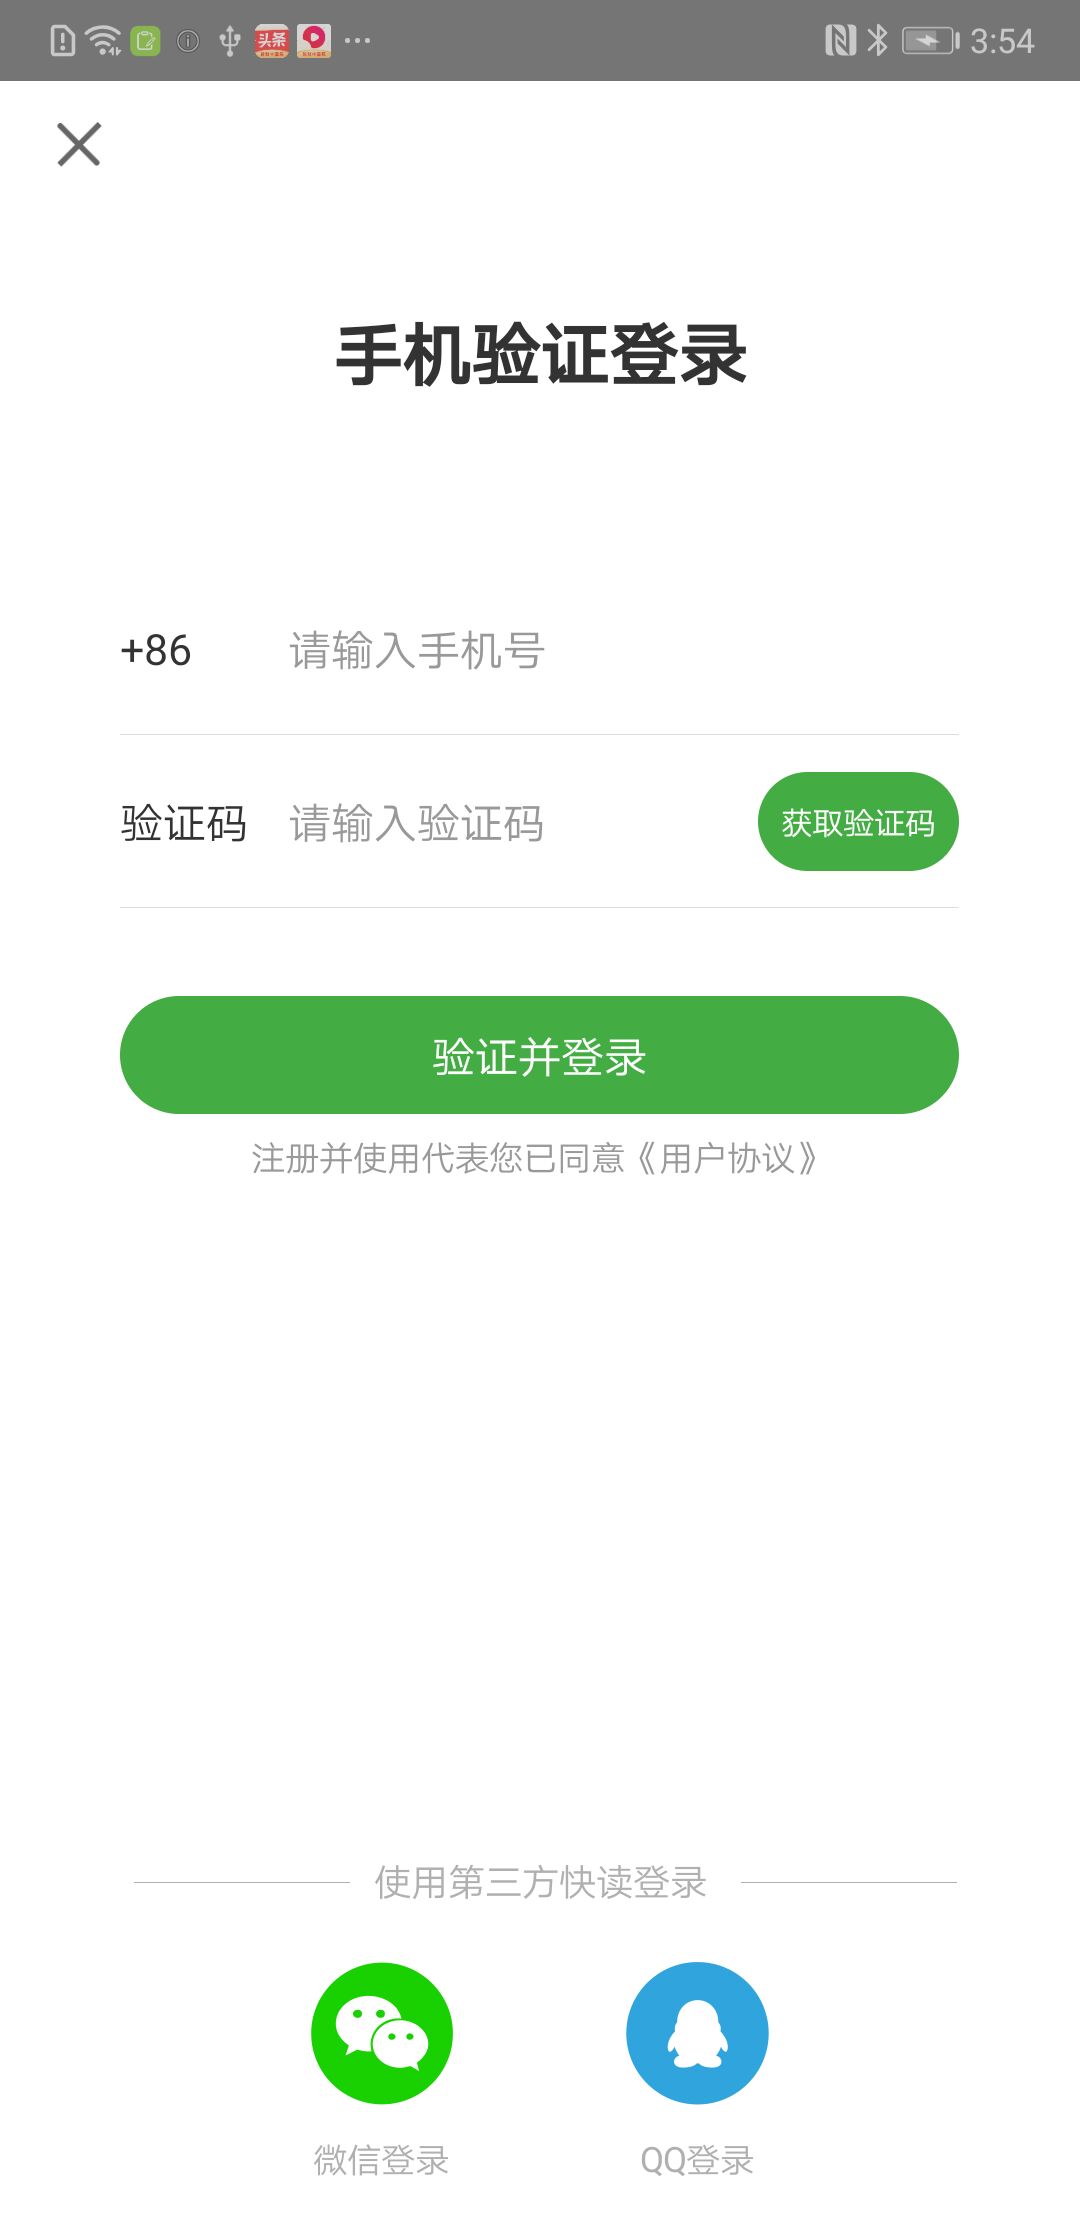 头条
3:54
手机验证登录
+86 请输入手机号
验证码 请输入验证码 获取验证码
验证并登录
注册并使用代表您已同意《用户协议》
使用第三方快读登录
微信登录 QQ登录